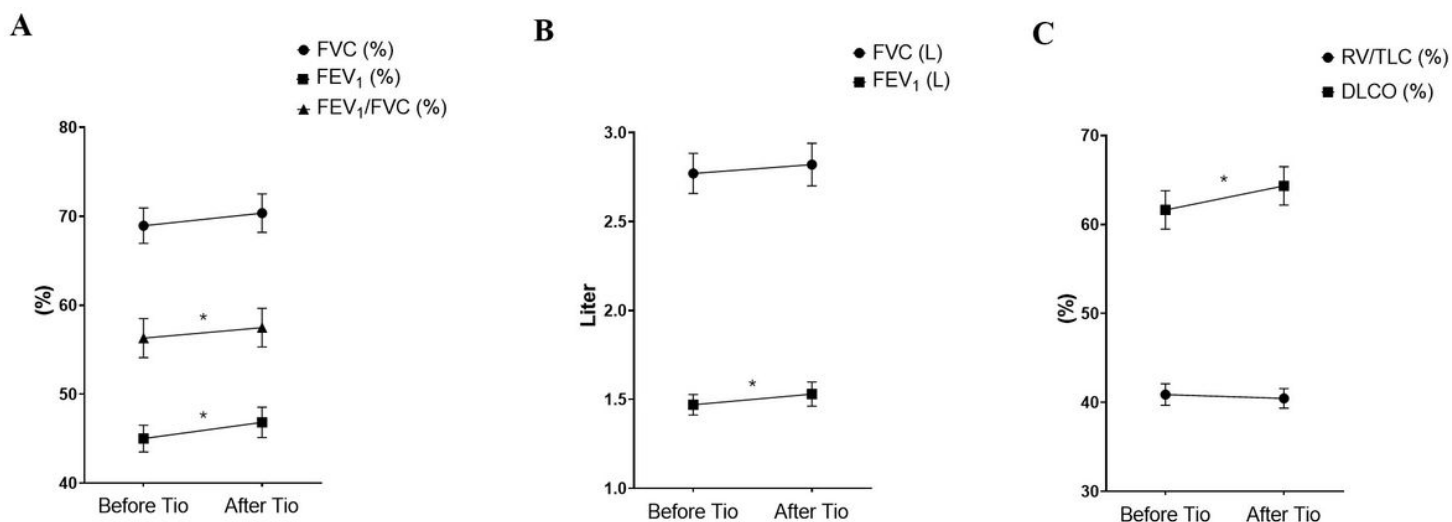 A
FVC (%)
FEV₁ (%)
FEV₁/FVC (%)
80
70
60
50
40
(%)
*
*
Before Tio After Tio
B
FVC (L)
FEV₁ (L)
3.0
2.5
2.0
1.5
1.0
Liter
*
Before Tio After Tio
C
RV/TLC (%)
DLCO (%)
70
60
50
40
30
(%)
*
Before Tio After Tio